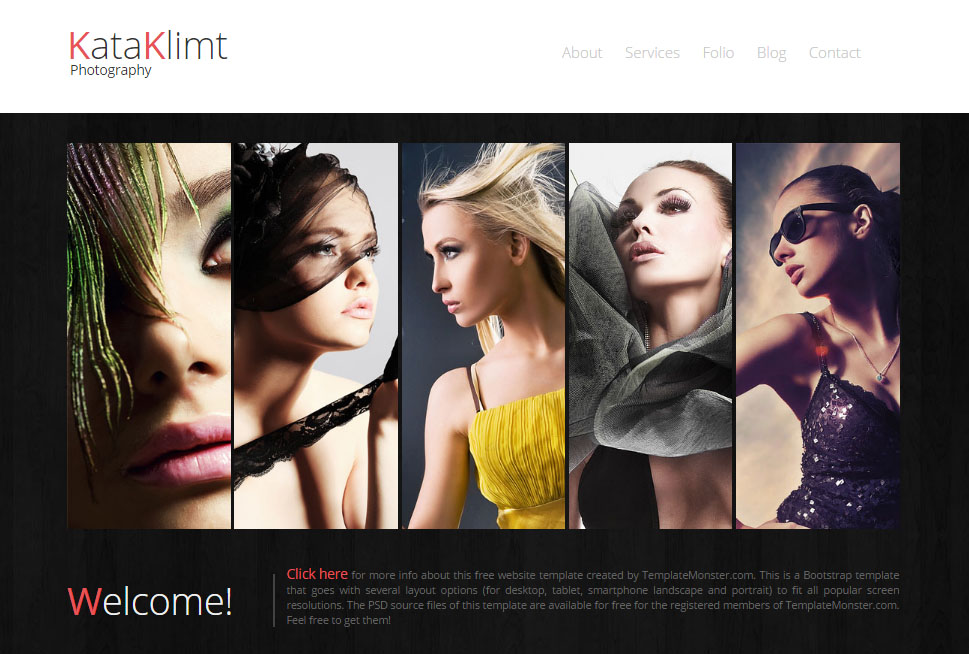 KataKlimt
Photography
About Services Folio Blog Contact
Welcome!
Click here for more info about this free website template created by TemplateMonster.com. This is a Bootstrap template
that goes with several layout options (for desktop, tablet, smartphone landscape and portrait) to fit all popular screen
resolutions. The PSD source files of this template are available for free for the registered members of TemplateMonster.com.
Feel free to get them!